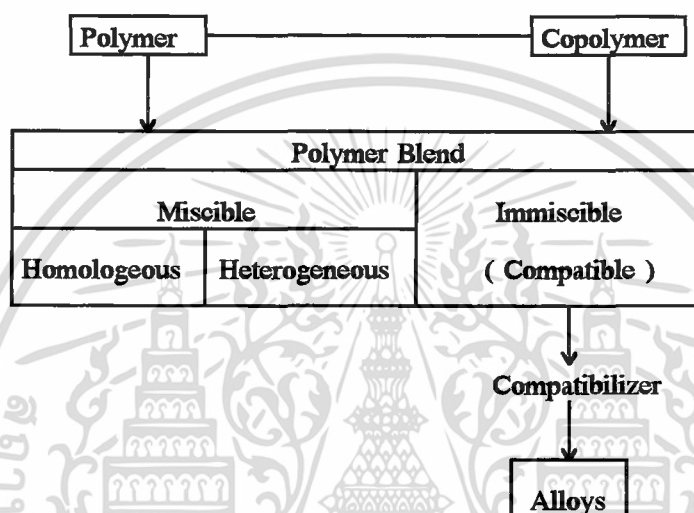 Polymer
Copolymer
Polymer Blend
Miscible
Immiscible
Homologeous
Heterogeneous
( Compatible )
Compatibilizer
Alloys